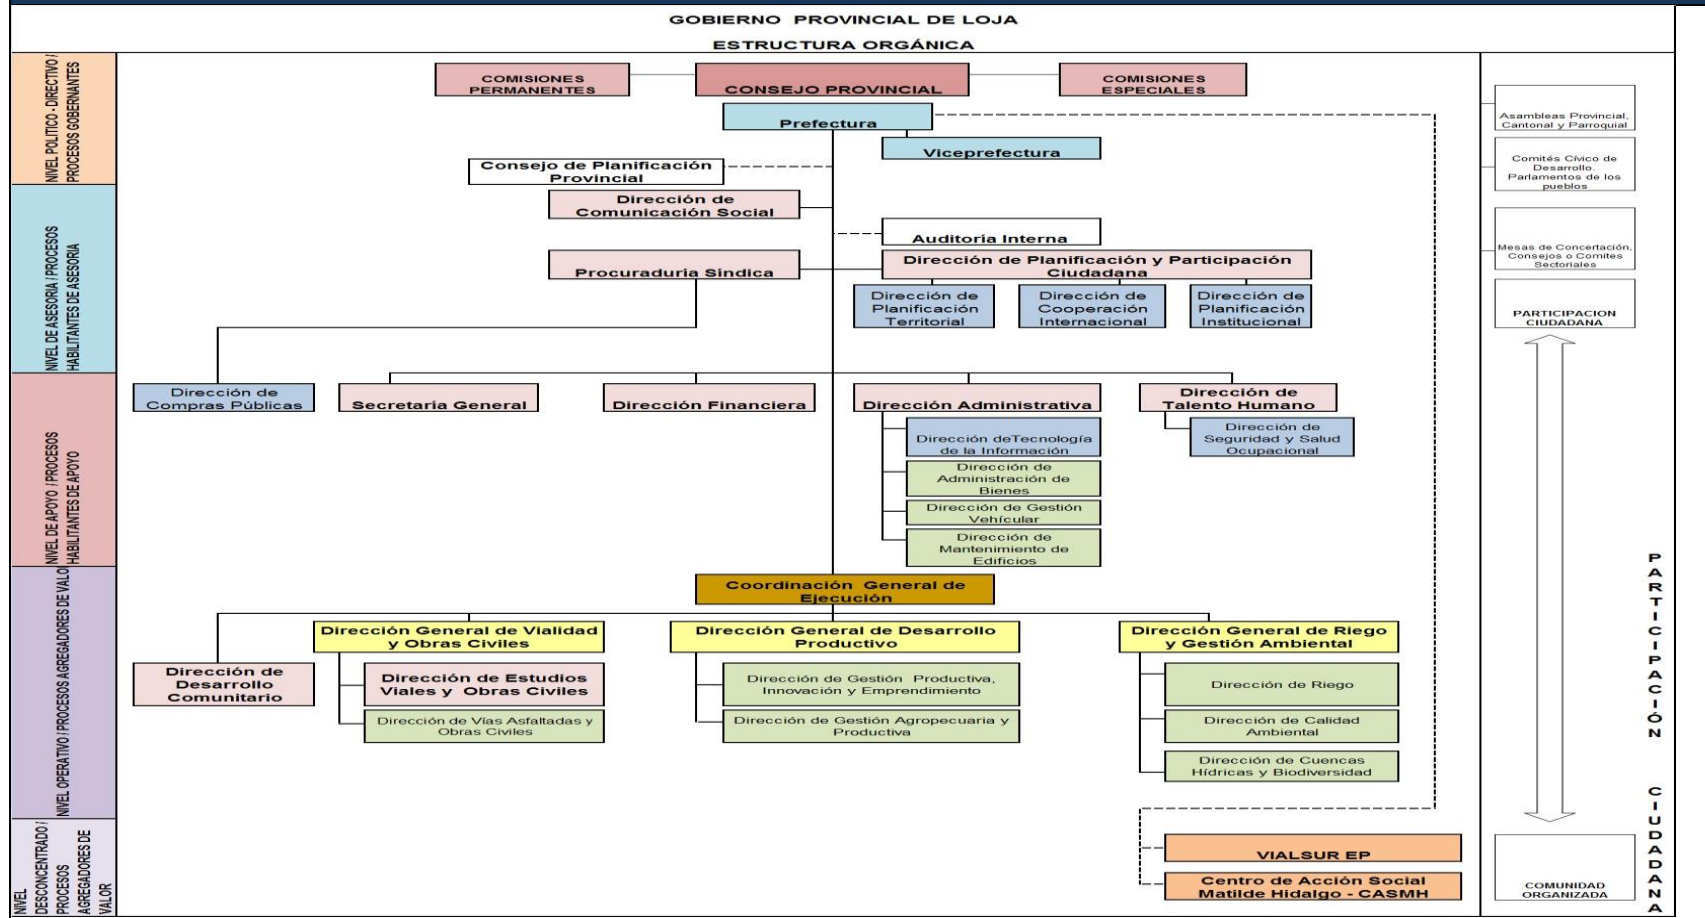 GOBIERNO PROVINCIAL DE LOJA
ESTRUCTURA ORGÁNICA
NIVEL POLITICO - DIRECTIVO /
PROCESOS GOBERNANTES
COMISIONES
PERMANENTES
CONSEJO PROVINCIAL
COMISIONES
ESPECIALES
Prefectura
Viceprefectura
Consejo de Planificación
Provincial
NIVEL DE ASESORIA / PROCESOS
HABILITANTES DE ASESORIA
Dirección de
Comunicación Social
Auditoría Interna
Procuraduría Síndica
Dirección de Planificación y Participación
Ciudadana
Dirección de
Planificación
Territorial
Dirección de
Cooperación
Internacional
Dirección de
Planificación
Institucional
NIVEL DE APOYO / PROCESOS
HABILITANTES DE APOYO
Dirección de
Compras Públicas
Secretaría General
Dirección Financiera
Dirección Administrativa
Dirección de
Talento Humano
Dirección deTecnología
de la Información
Dirección de
Administración de
Bienes
Dirección de Gestión
Vehícular
Dirección de
Mantenimiento de
Edificios
Dirección de
Seguridad y Salud
Ocupacional
NIVEL OPERATIVO / PROCESOS AGREGADORES DE VALO
Coordinación General de
Ejecución
Dirección de
Desarrollo
Comunitario
Dirección General de Vialidad
y Obras Civiles
Dirección de Estudios
Viales y Obras Civiles
Dirección de Vías Asfaltadas y
Obras Civiles
Dirección General de Desarrollo
Productivo
Dirección de Gestión Productiva,
Innovación y Emprendimiento
Dirección de Gestión Agropecuaria y
Productiva
Dirección General de Riego
y Gestión Ambiental
Dirección de Riego
Dirección de Calidad
Ambiental
Dirección de Cuencas
Hídricas y Biodiversidad
NIVEL
DESCONCENTRADO /
PROCESOS
AGREGADORES DE
VALOR
VIALSUR EP
Centro de Acción Social
Matilde Hidalgo - CASMH
Asambleas Provincial,
Cantonal y Parroquial
Comités Cívico de
Desarrollo.
Parlamentos de los
pueblos
Mesas de Concertación,
Consejos o Comites
Sectoriales
PARTICIPACION
CIUDADANA
COMUNIDAD
ORGANIZADA
PARTICIPACIÓN CIUDADANA